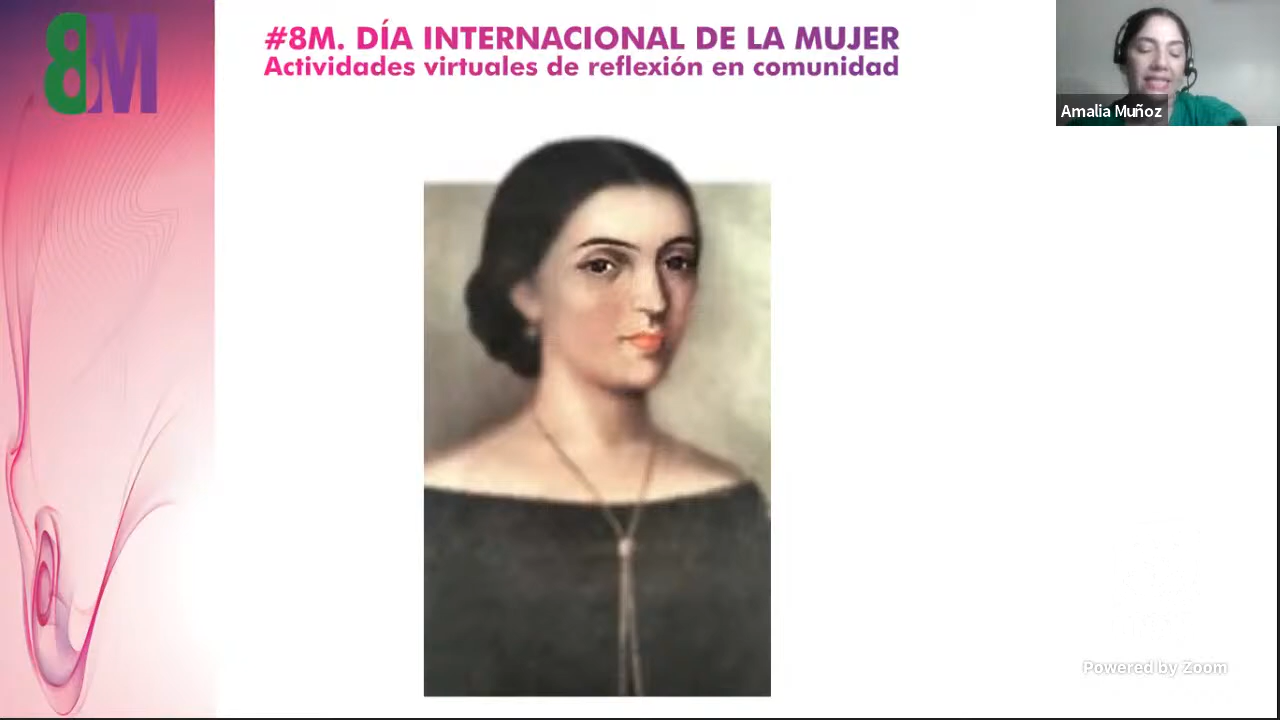 8M
#8M. DÍA INTERNACIONAL DE LA MUJER
Actividades virtuales de reflexión en comunidad
Amalia Muñoz
Powered by Zoom